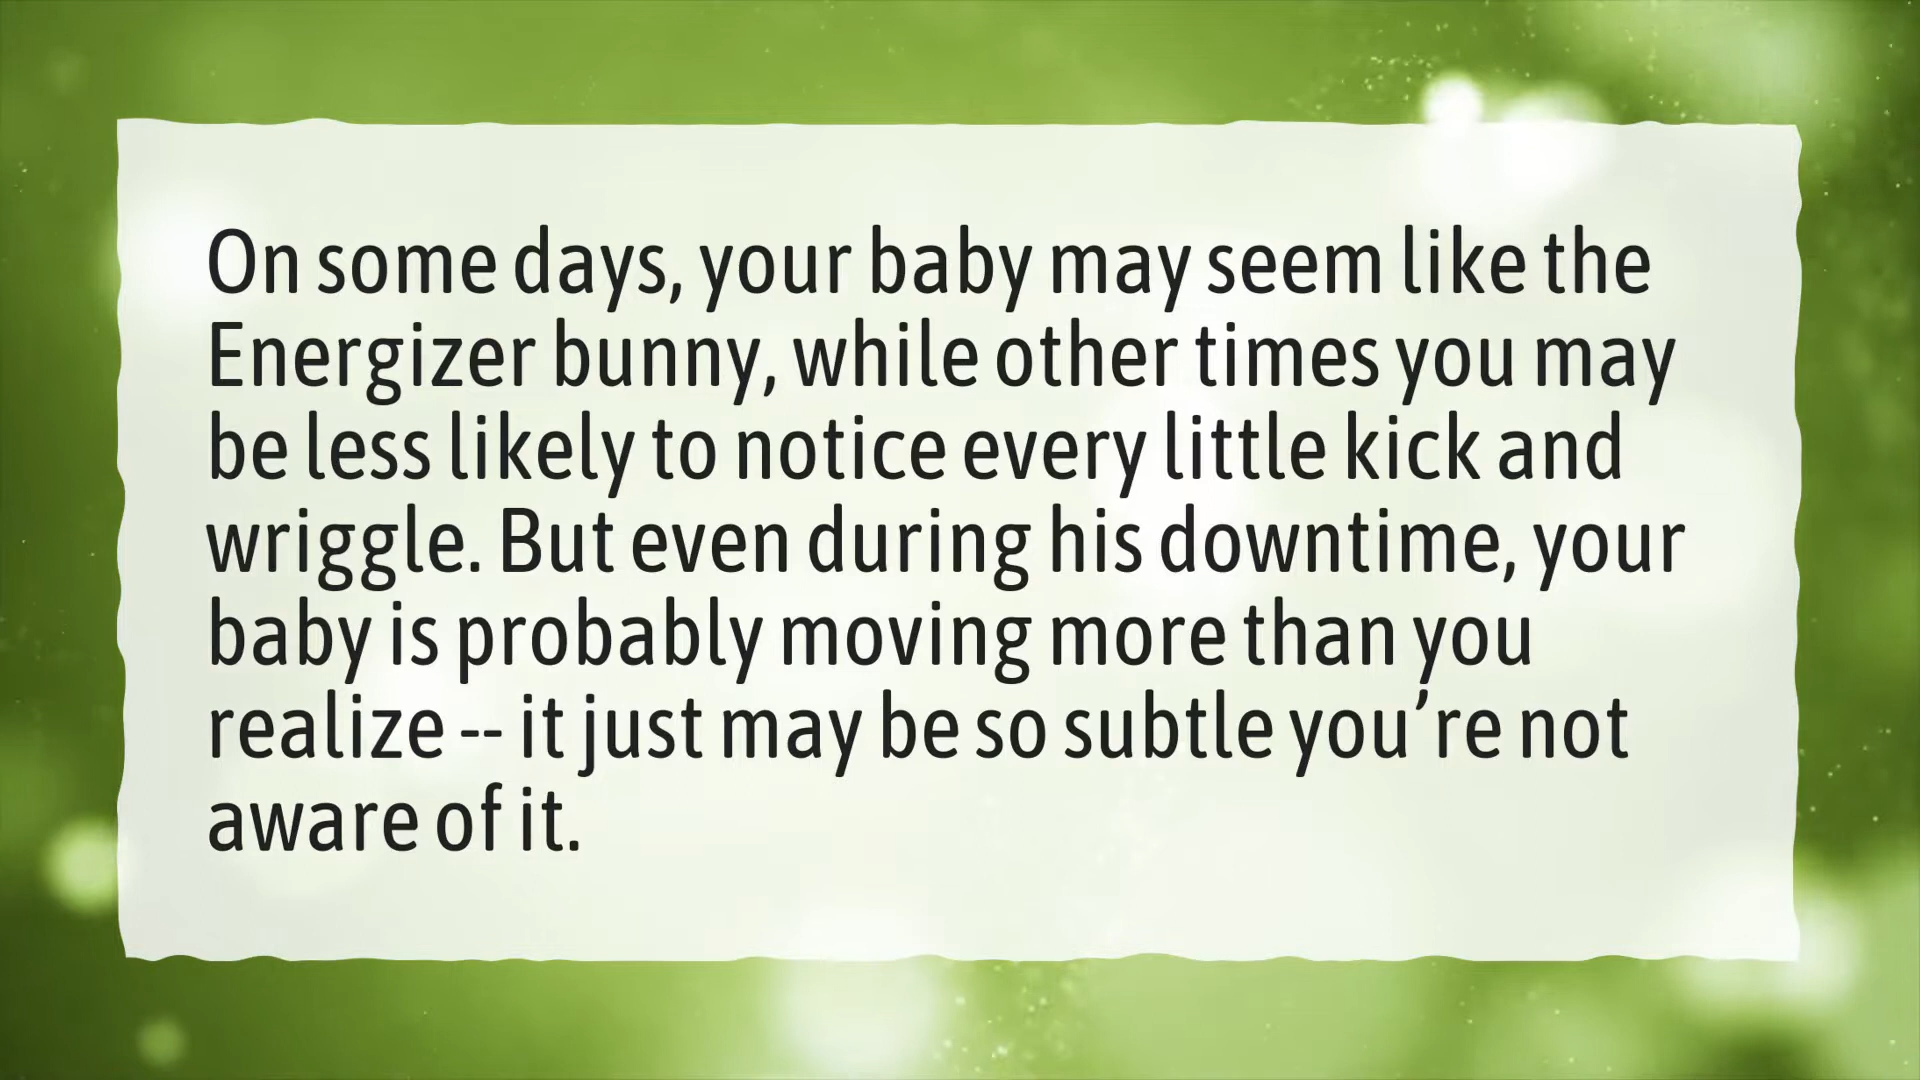 On some days, your baby may seem like the
Energizer bunny, while other times you may
be less likely to notice every little kick and
wriggle. But even during his downtime, your
baby is probably moving more than you
realize -- it just may be so subtle you’re not
aware of it.